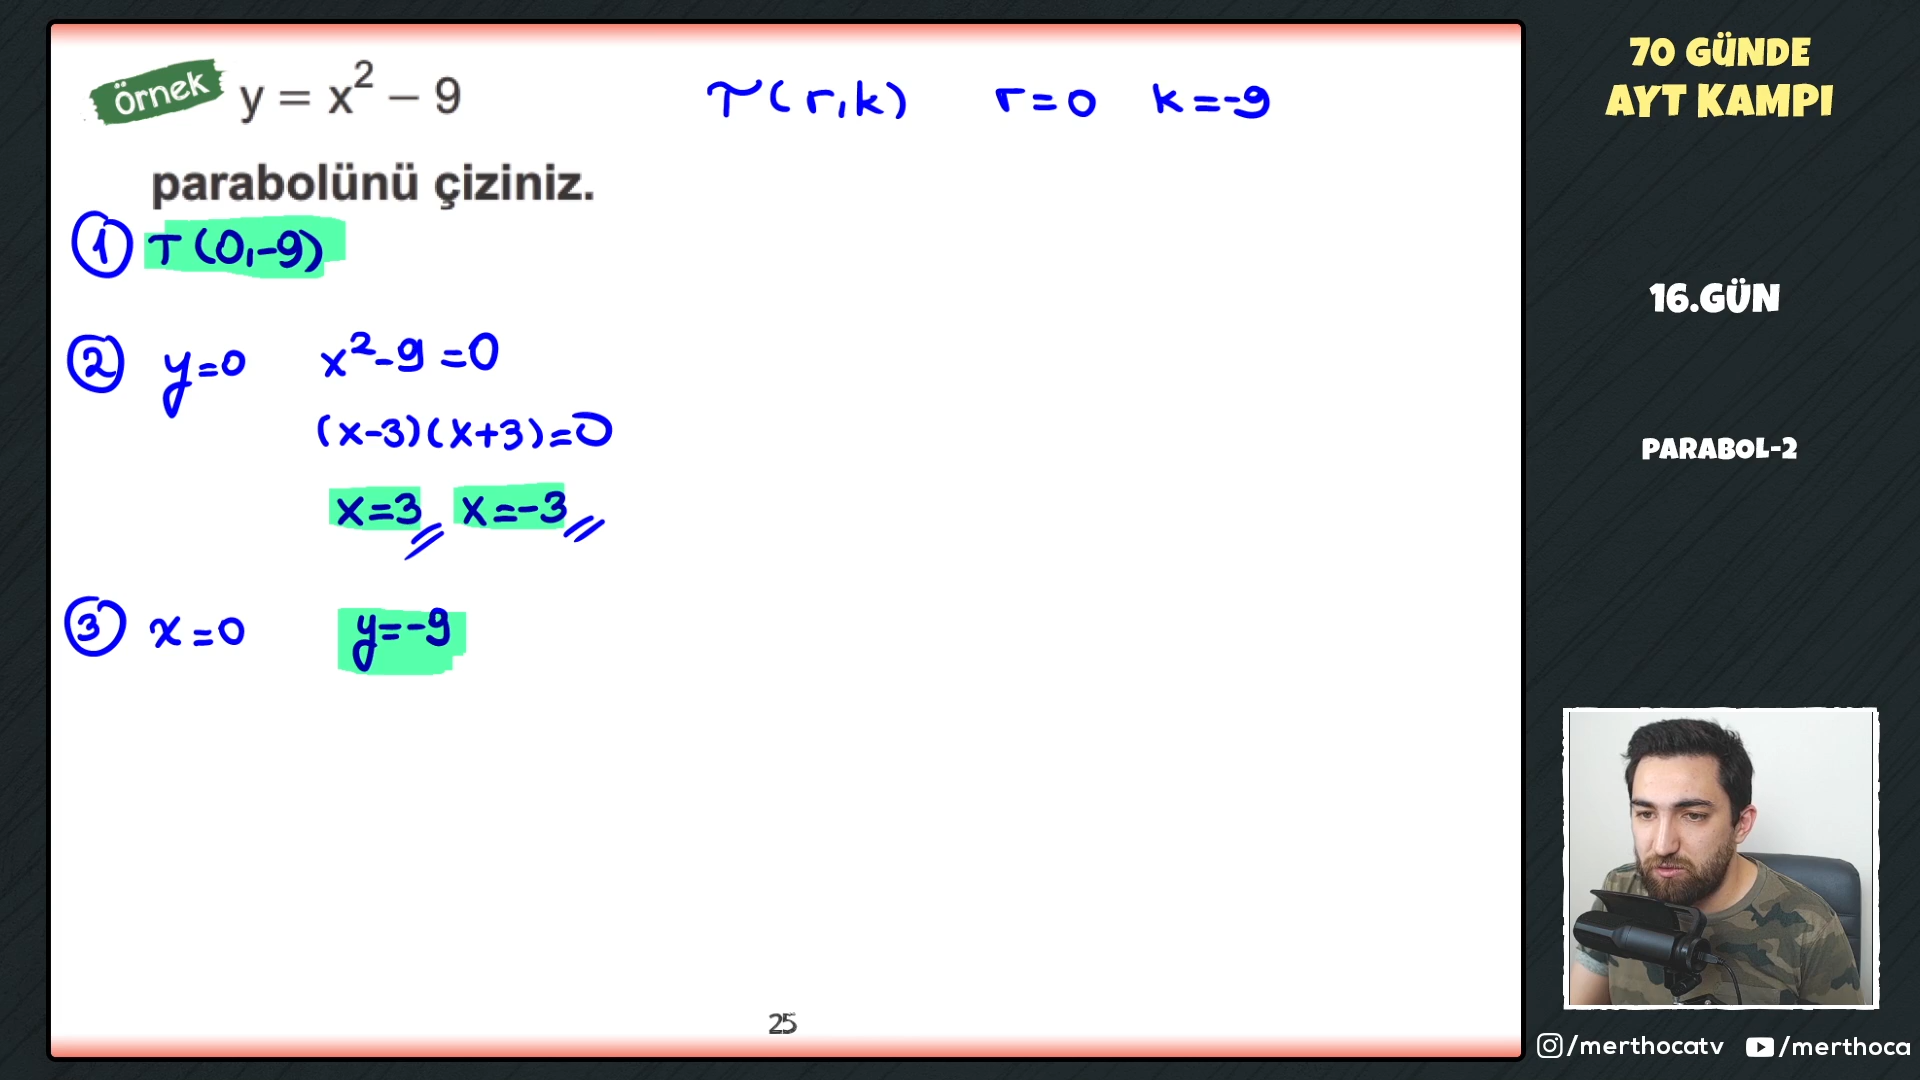 Örnek y = x² – 9
T(r,k) r=0 k=-9
parabolünü çiziniz.
1 T(0,-9)
2 y=0 x²-9=0
(x-3)(x+3)=0
x=3 x=-3
3 x=0 y=-9
25
70 GÜNDE
AYT KAMPI
16.GÜN
PARABOL-2
/merthocatv /merthoca